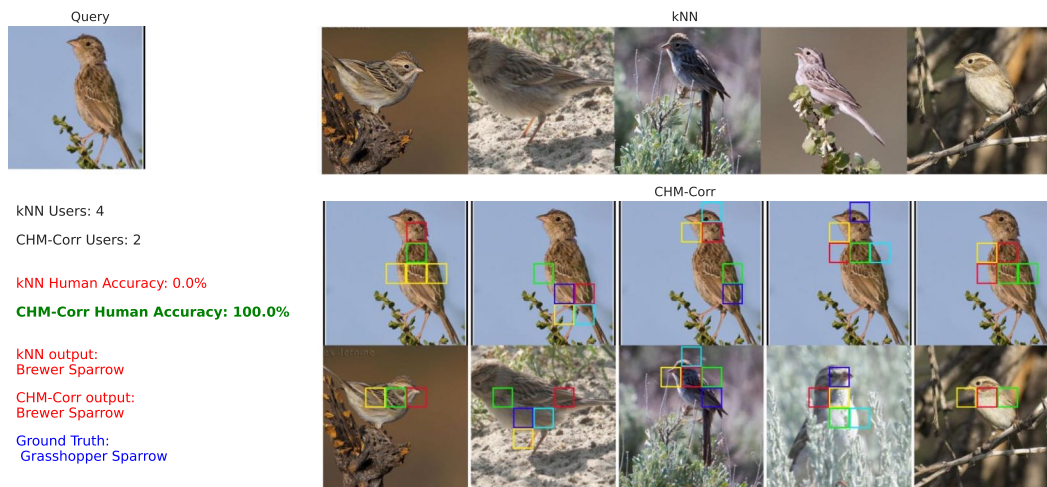 Query
kNN
kNN Users: 4
CHM-Corr Users: 2
kNN Human Accuracy: 0.0%
CHM-Corr Human Accuracy: 100.0%
kNN output:
Brewer Sparrow
CHM-Corr output:
Brewer Sparrow
Ground Truth:
Grasshopper Sparrow
CHM-Corr